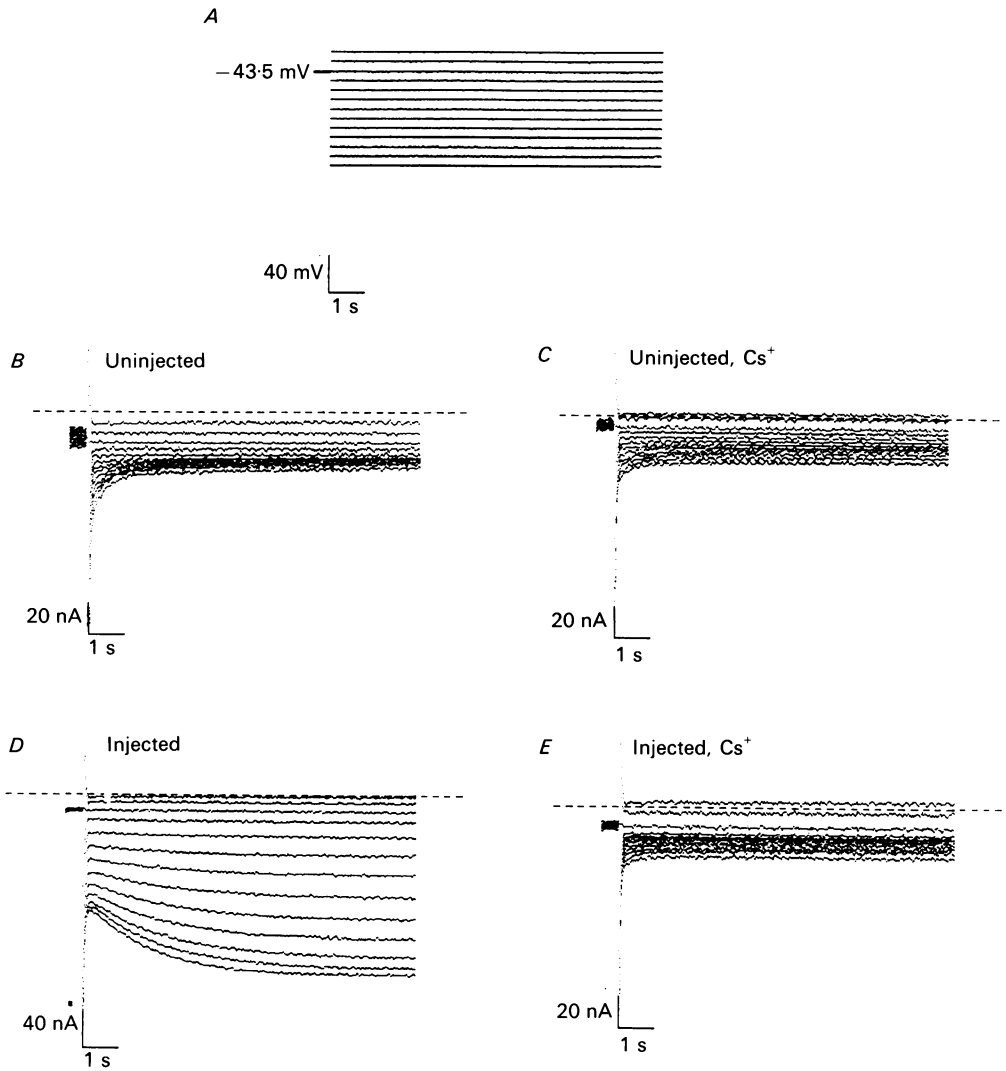 A
−43·5 mV
40 mV
1 s
B
Uninjected
20 nA
1 s
C
Uninjected, Cs⁺
20 nA
1 s
D
Injected
40 nA
1 s
E
Injected, Cs⁺
20 nA
1 s